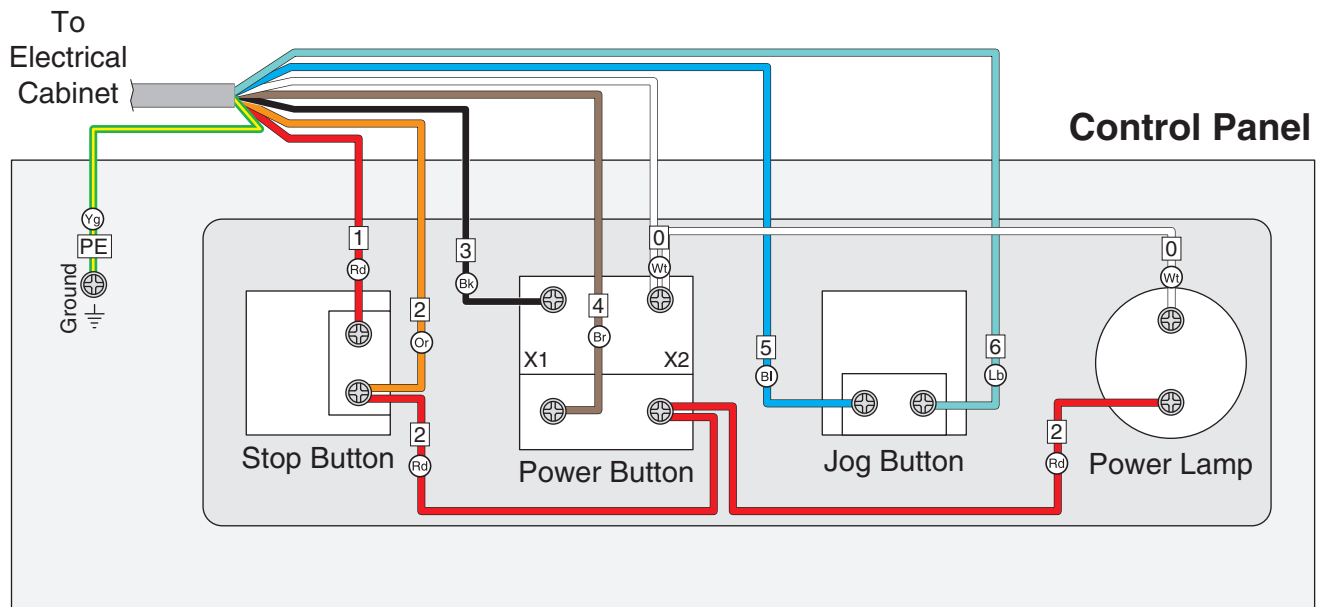 To
Electrical
Cabinet
Control Panel
Yg
PE
Ground
1
Rd
2
Or
2
Rd
Stop Button
3
Bk
4
Br
0
Wt
X1
X2
Power Button
5
Bl
6
Lb
Jog Button
0
Wt
2
Rd
Power Lamp